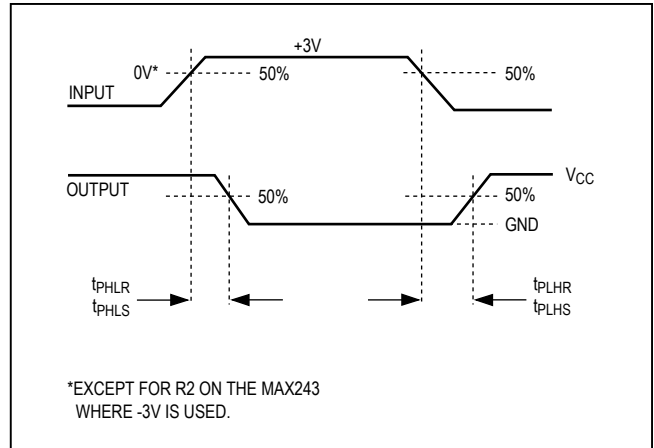 +3V
0V*
50%
50%
INPUT
VCC
OUTPUT
50%
50%
GND
tPHLR
tPHLS
tPLHR
tPLHS
*EXCEPT FOR R2 ON THE MAX243
WHERE -3V IS USED.